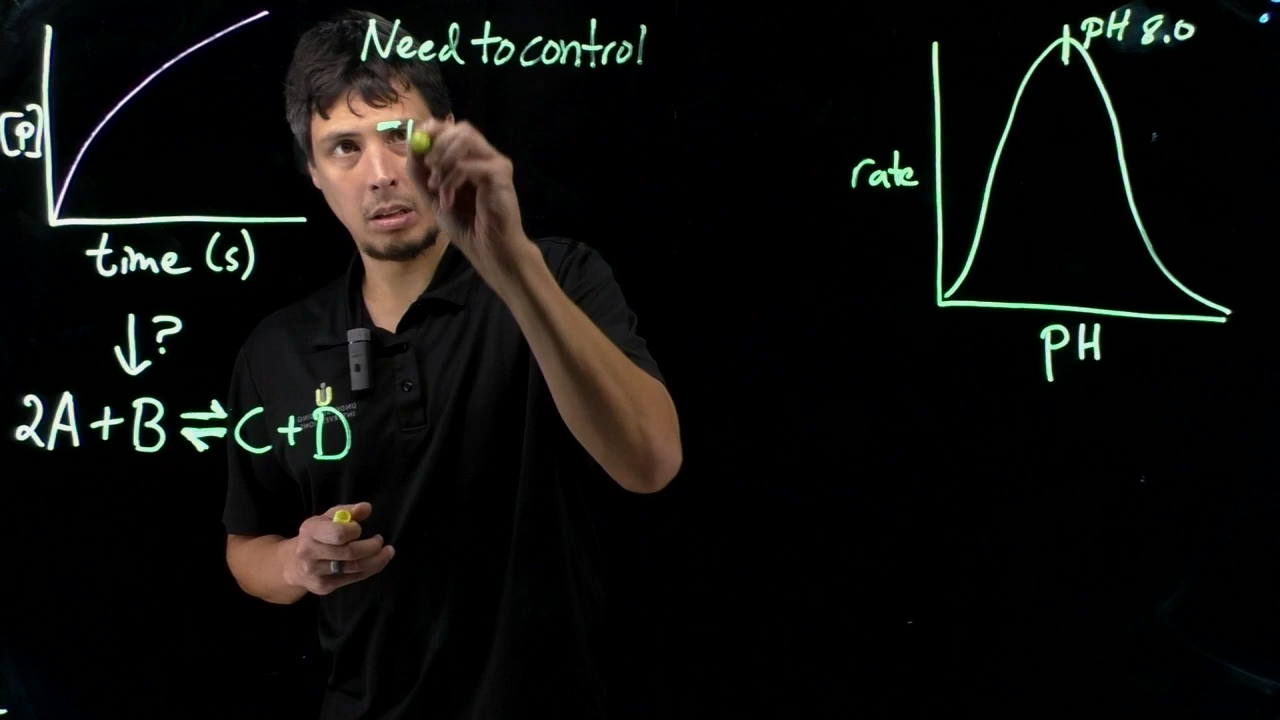 Need to control
[P]
time (s)
↓?
2A+B⇌C+D
pH 8.0
rate
pH